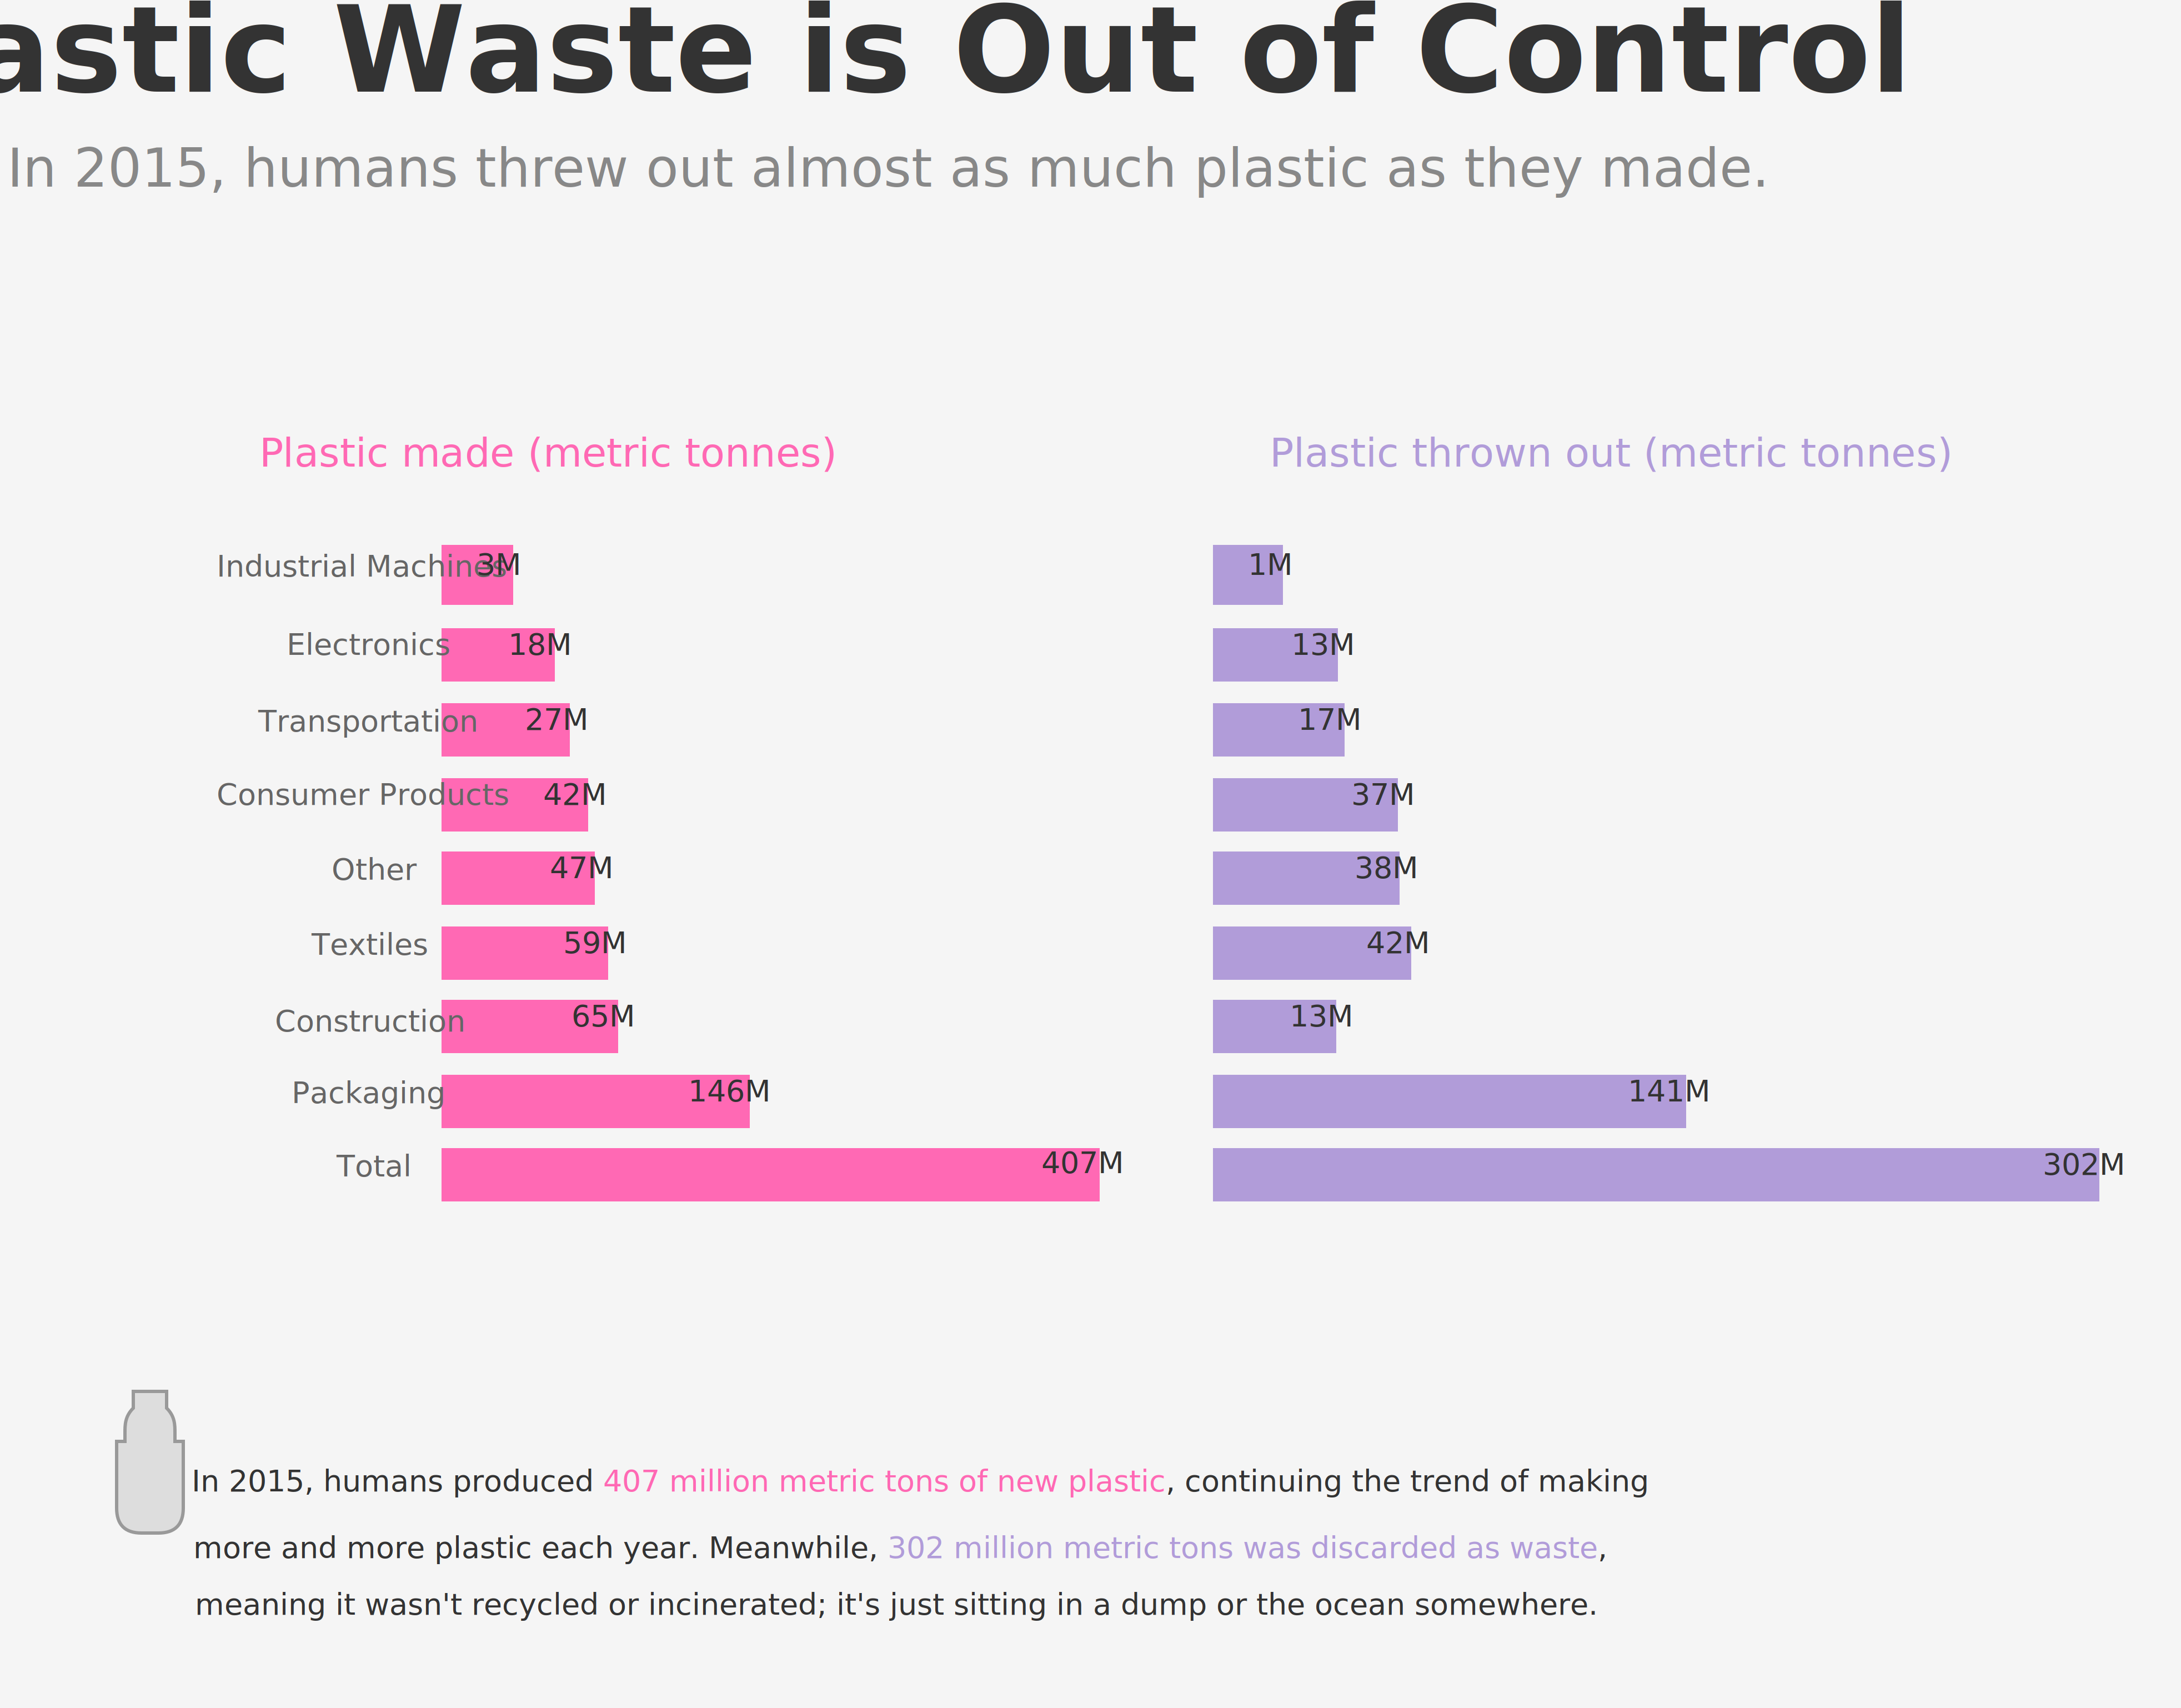 astic Waste is Out of Control
In 2015, humans threw out almost as much plastic as they made.
Plastic made (metric tonnes)
Plastic thrown out (metric tonnes)
Industrial Machines 3M 1M
Electronics 18M 13M
Transportation 27M 17M
Consumer Products 42M 37M
Other 47M 38M
Textiles 59M 42M
Construction 65M 13M
Packaging 146M 141M
Total 407M 302M
In 2015, humans produced 407 million metric tons of new plastic, continuing the trend of making
more and more plastic each year. Meanwhile, 302 million metric tons was discarded as waste,
meaning it wasn't recycled or incinerated; it's just sitting in a dump or the ocean somewhere.